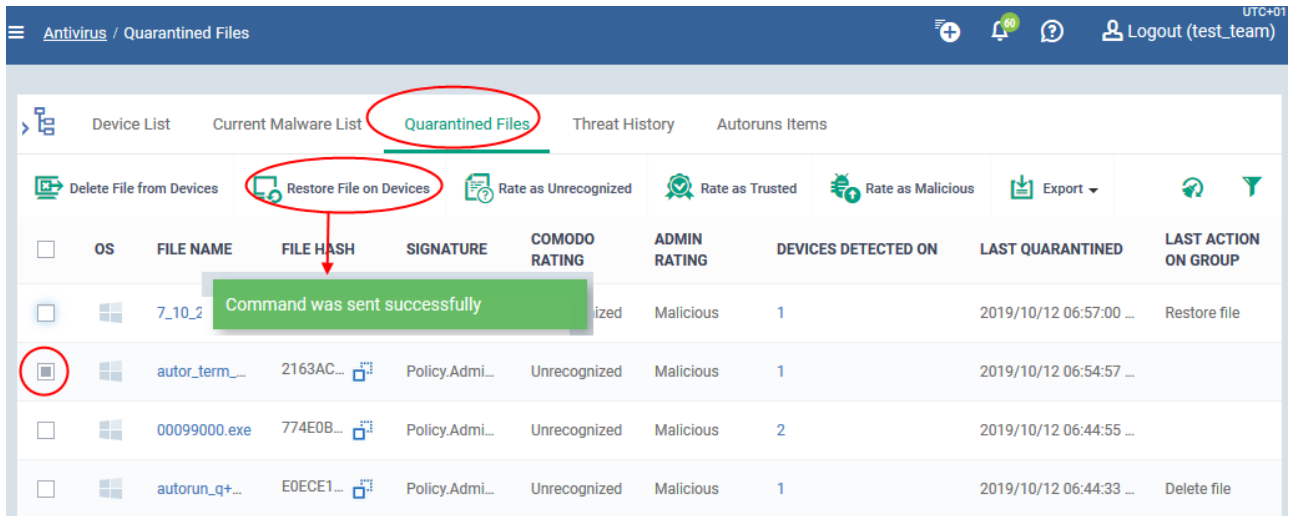 UTC+01
Antivirus / Quarantined Files
60
Logout (test_team)
Device List Current Malware List Quarantined Files Threat History Autoruns Items
Delete File from Devices Restore File on Devices Rate as Unrecognized Rate as Trusted Rate as Malicious Export
OS FILE NAME FILE HASH SIGNATURE COMODO RATING ADMIN RATING DEVICES DETECTED ON LAST QUARANTINED LAST ACTION ON GROUP
Command was sent successfully
7_10_2 ized Malicious 1 2019/10/12 06:57:00 ... Restore file
autor_term_... 2163AC... Policy.Admi... Unrecognized Malicious 1 2019/10/12 06:54:57 ...
00099000.exe 774E0B... Policy.Admi... Unrecognized Malicious 2 2019/10/12 06:44:55 ...
autorun_q+... E0ECE1... Policy.Admi... Unrecognized Malicious 1 2019/10/12 06:44:33 ... Delete file